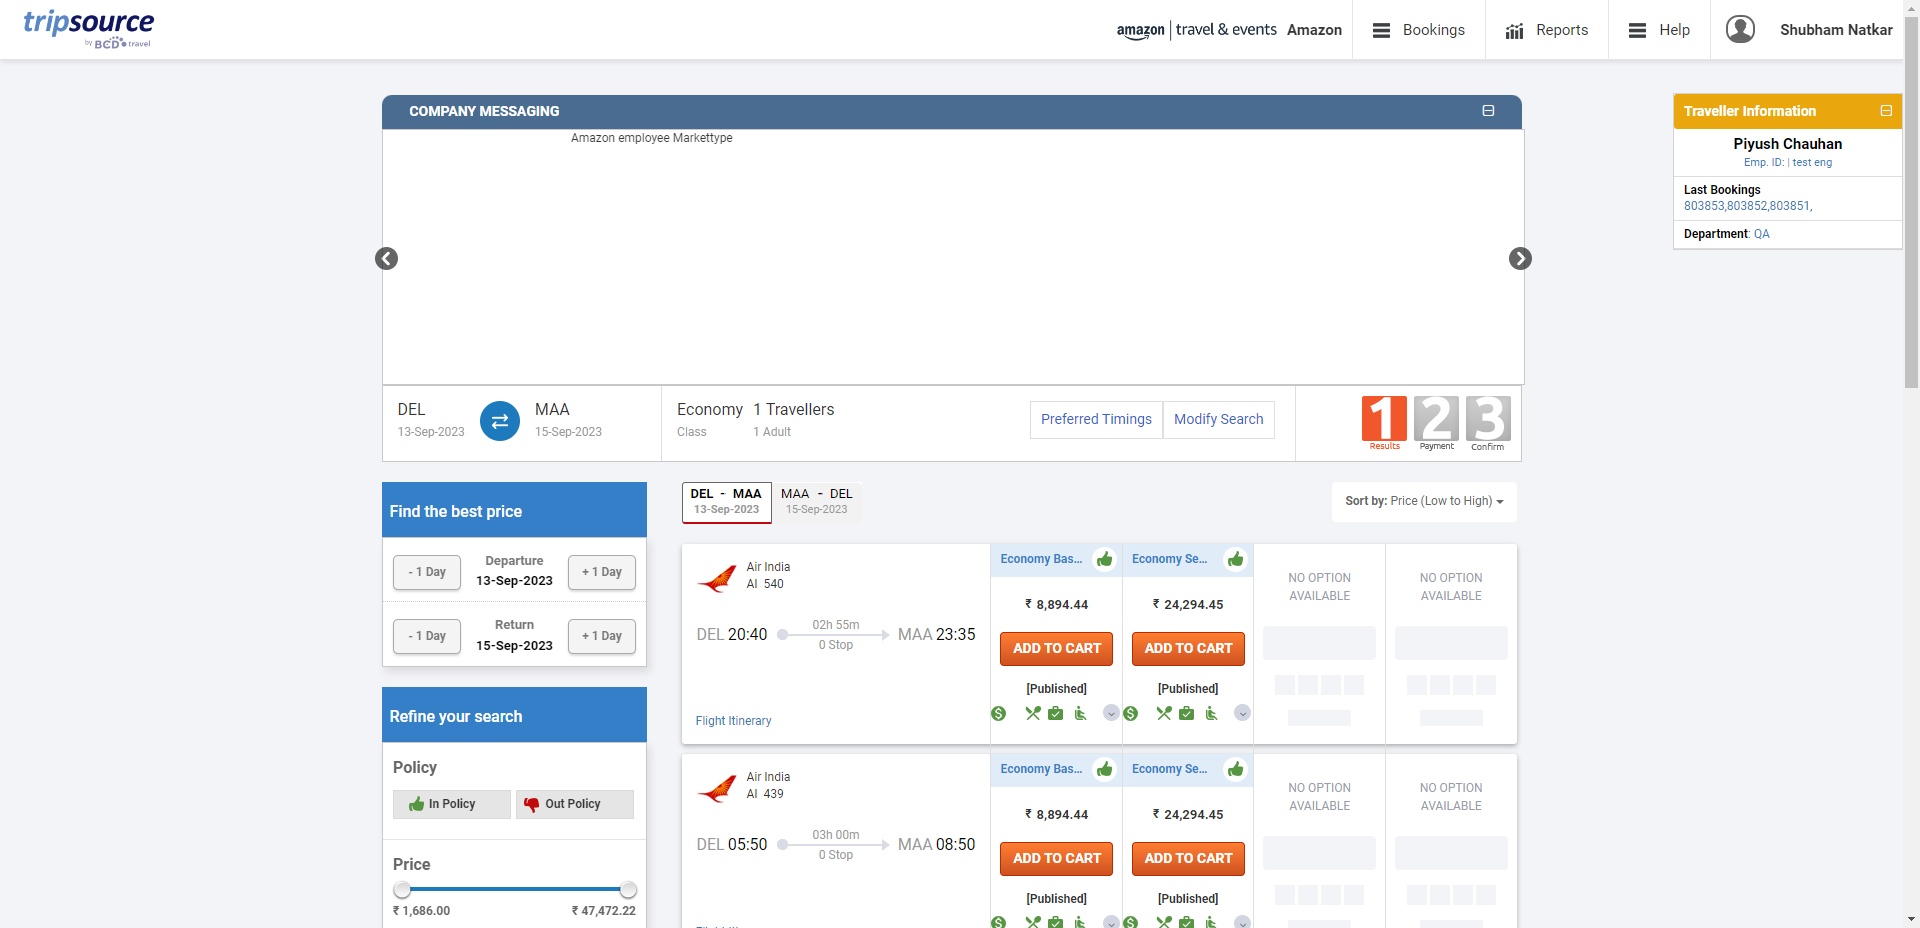 tripsource
by BCD travel
amazon | travel & events Amazon
Bookings
Reports
Help
Shubham Natkar
COMPANY MESSAGING
Amazon employee Markettype
Traveller Information
Piyush Chauhan
Emp. ID: | test eng
Last Bookings
803853,803852,803851,
Department: QA
DEL
13-Sep-2023
MAA
15-Sep-2023
Economy
Class
1 Travellers
1 Adult
Preferred Timings
Modify Search
1
Results
2
Payment
3
Confirm
Find the best price
- 1 Day
Departure
13-Sep-2023
+ 1 Day
- 1 Day
Return
15-Sep-2023
+ 1 Day
Refine your search
Policy
In Policy
Out Policy
Price
₹ 1,686.00
₹ 47,472.22
DEL - MAA
13-Sep-2023
MAA - DEL
15-Sep-2023
Sort by: Price (Low to High)
Air India
AI 540
DEL 20:40
02h 55m
0 Stop
MAA 23:35
Flight Itinerary
Economy Bas...
₹ 8,894.44
ADD TO CART
[Published]
Economy Se...
₹ 24,294.45
ADD TO CART
[Published]
NO OPTION
AVAILABLE
NO OPTION
AVAILABLE
Air India
AI 439
DEL 05:50
03h 00m
0 Stop
MAA 08:50
Economy Bas...
₹ 8,894.44
ADD TO CART
[Published]
Economy Se...
₹ 24,294.45
ADD TO CART
[Published]
NO OPTION
AVAILABLE
NO OPTION
AVAILABLE